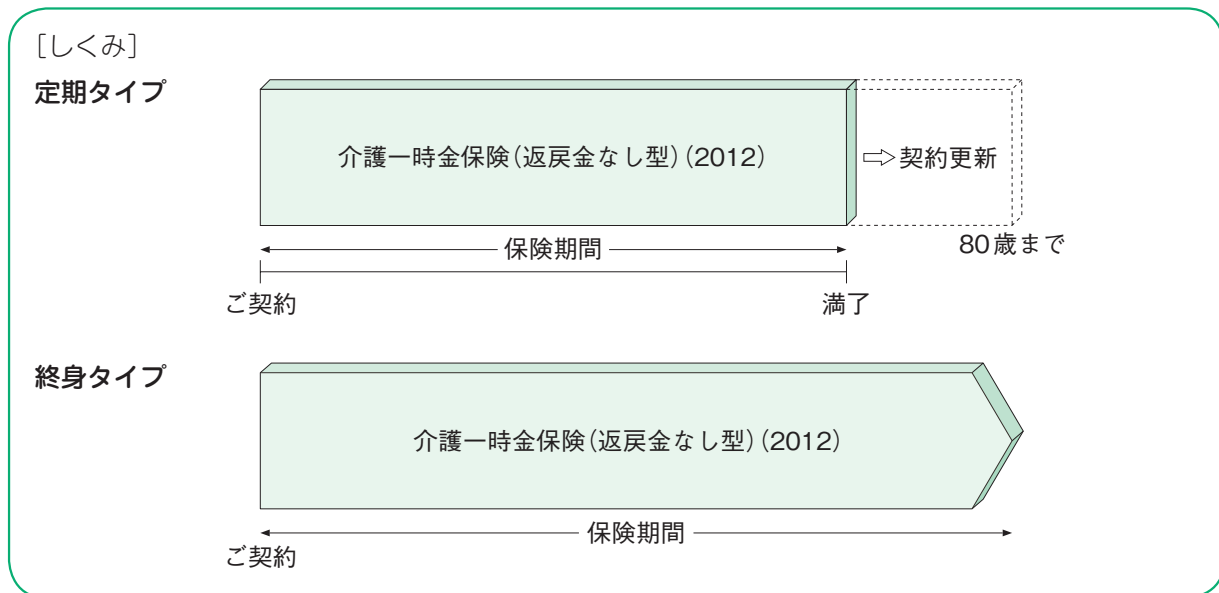 [しくみ]
定期タイプ
介護一時金保険(返戻金なし型)(2012)
⇨契約更新
80歳まで
保険期間
ご契約
満了
終身タイプ
介護一時金保険(返戻金なし型)(2012)
保険期間
ご契約